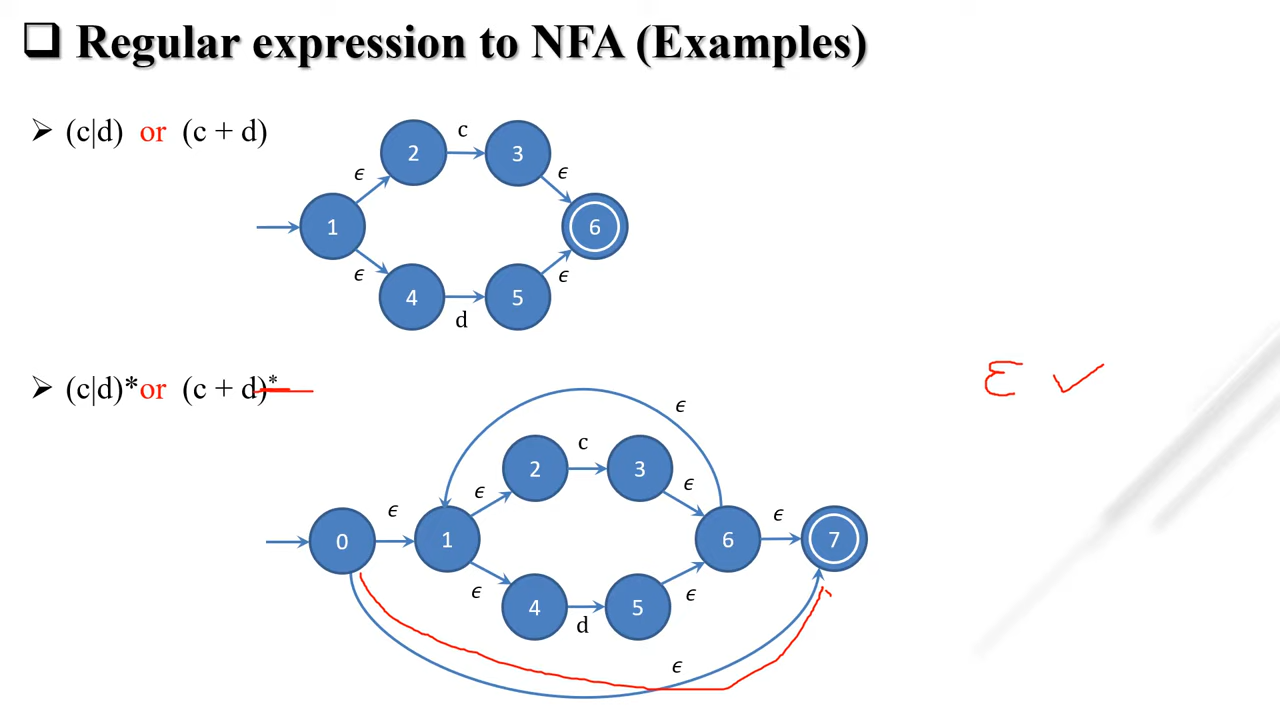 ❑ Regular expression to NFA (Examples)
➢ (c|d) or (c + d)
c
2 3
ϵ ϵ
1 6
ϵ ϵ
4 5
d
➢ (c|d)*or (c + d)*
ε ✓
ϵ
c
2 3
ϵ ϵ
ϵ ϵ
0 1 6 7
ϵ ϵ
4 5
d
ϵ